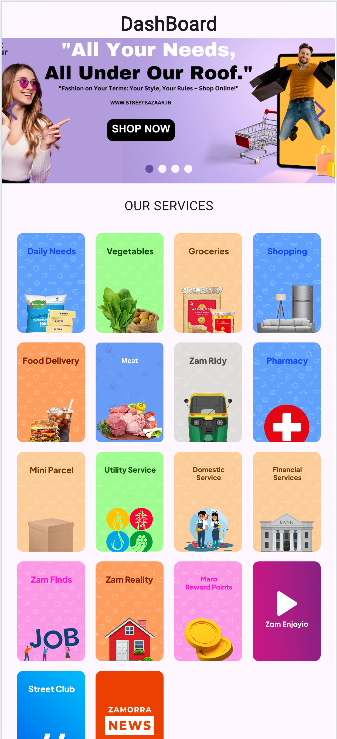 DashBoard
"All Your Needs,
All Under Our Roof."
"Fashion on Your Terms: Your Style, Your Rules – Shop Online!"
WWW.STREETBAZAAR.IN
SHOP NOW
OUR SERVICES
Daily Needs
Vegetables
Groceries
Shopping
Food Delivery
Meat
Zam Ridy
Pharmacy
Mini Parcel
Utility Service
Domestic
Service
Financial
Services
BANK
Zam Finds
JOB
Zam Reality
Mara
Reward Points
Zam Enjoyio
Street Club
ZAMORRA
NEWS